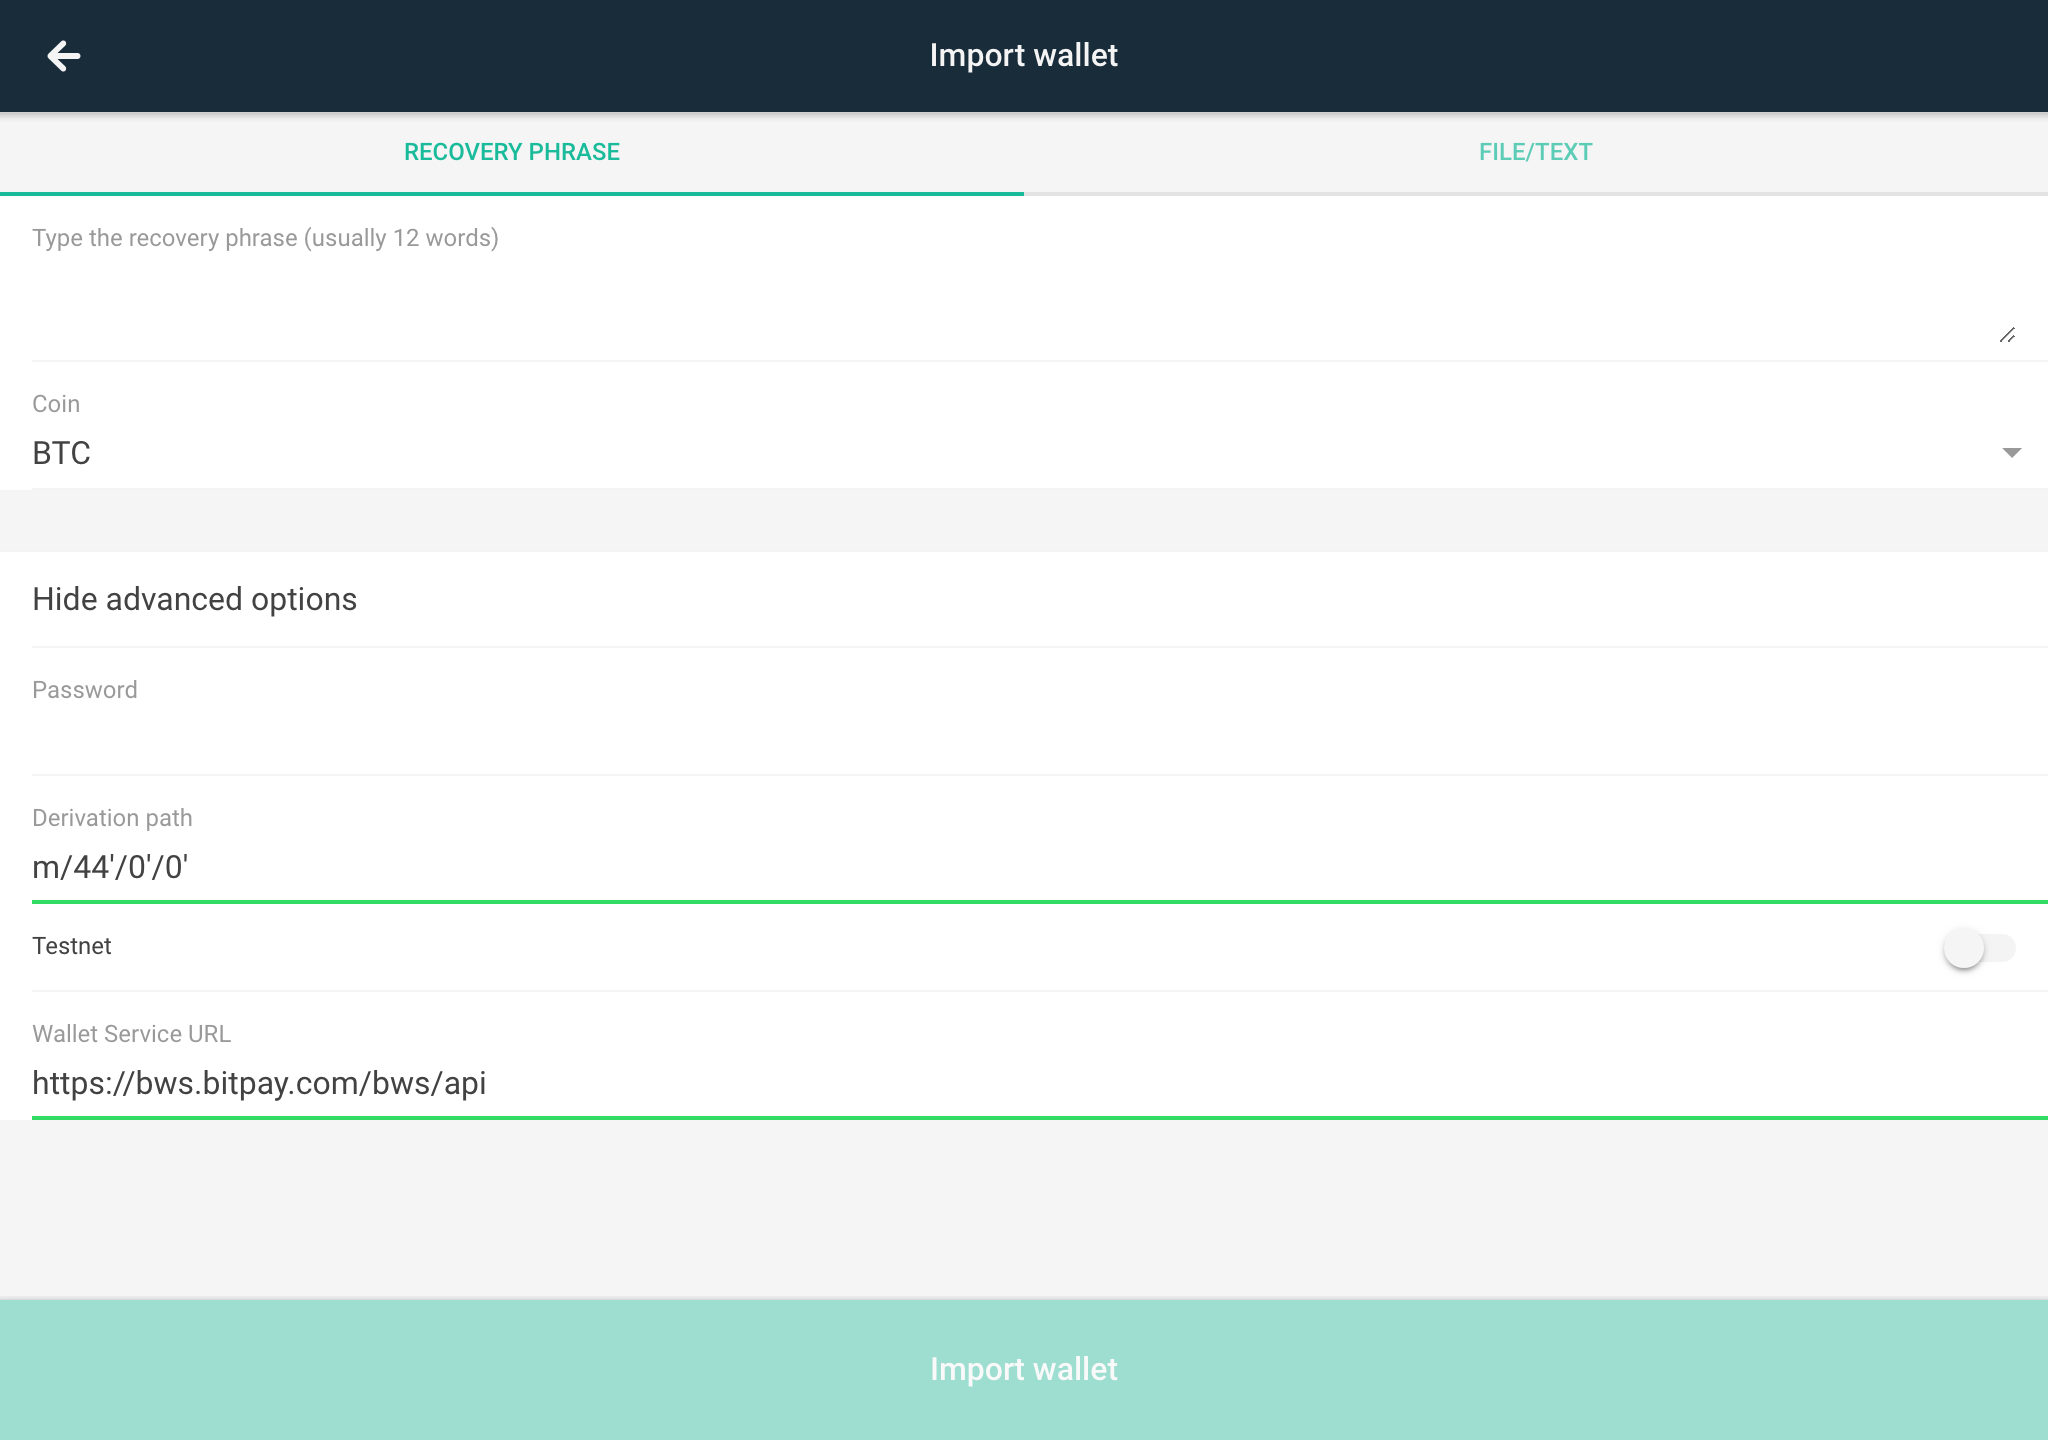 Import wallet
RECOVERY PHRASE
FILE/TEXT
Type the recovery phrase (usually 12 words)
Coin
BTC
Hide advanced options
Password
Derivation path
m/44'/0'/0'
Testnet
Wallet Service URL
https://bws.bitpay.com/bws/api
Import wallet